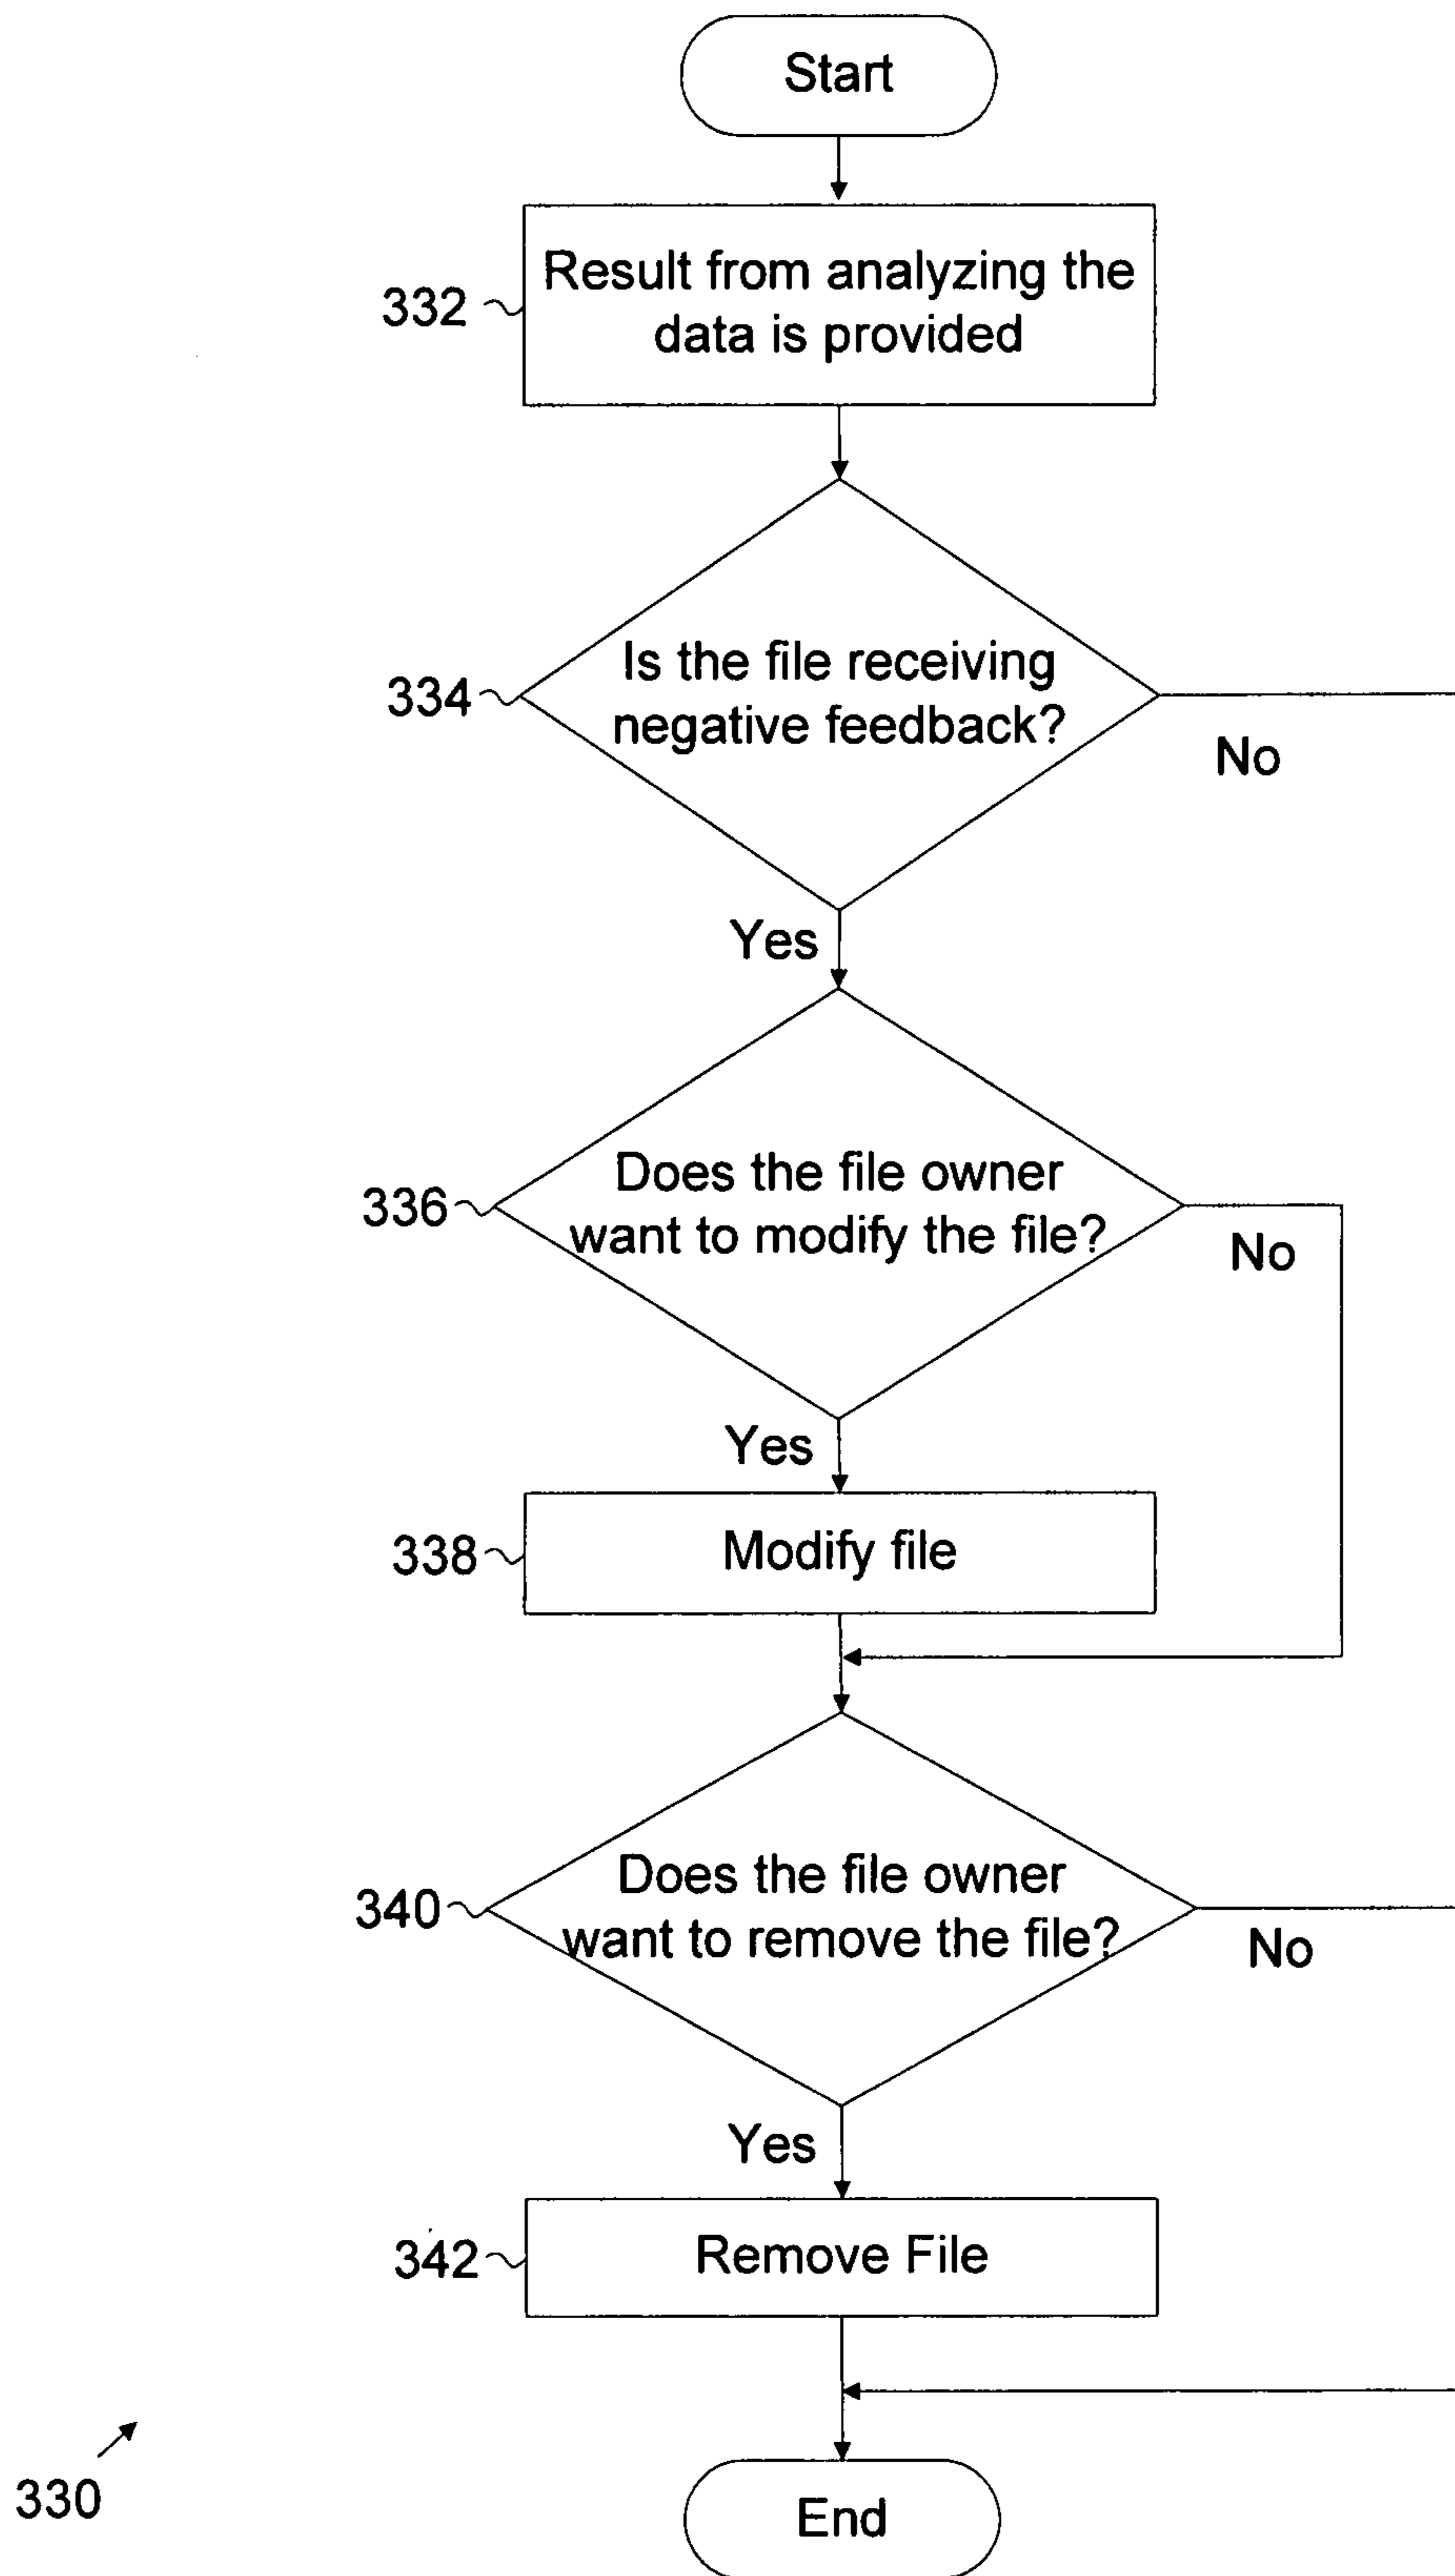 Start
332
Result from analyzing the
data is provided
334
Is the file receiving
negative feedback?
No
Yes
336
Does the file owner
want to modify the file?
No
Yes
338
Modify file
340
Does the file owner
want to remove the file?
No
Yes
342
Remove File
330
End